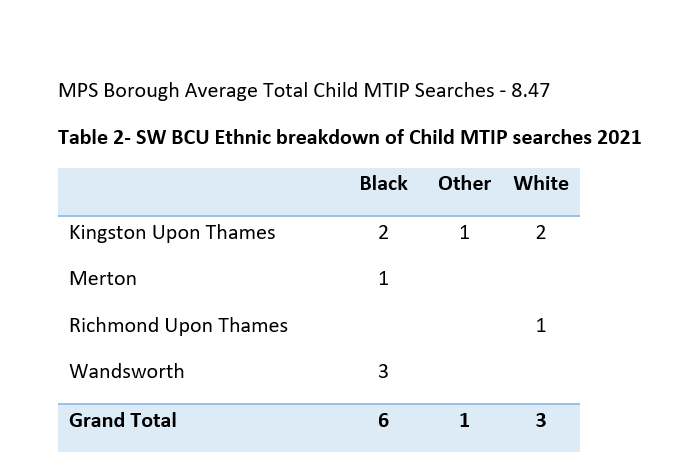 MPS Borough Average Total Child MTIP Searches - 8.47
Table 2- SW BCU Ethnic breakdown of Child MTIP searches 2021
Black Other White
Kingston Upon Thames 2 1 2
Merton 1
Richmond Upon Thames 1
Wandsworth 3
Grand Total 6 1 3